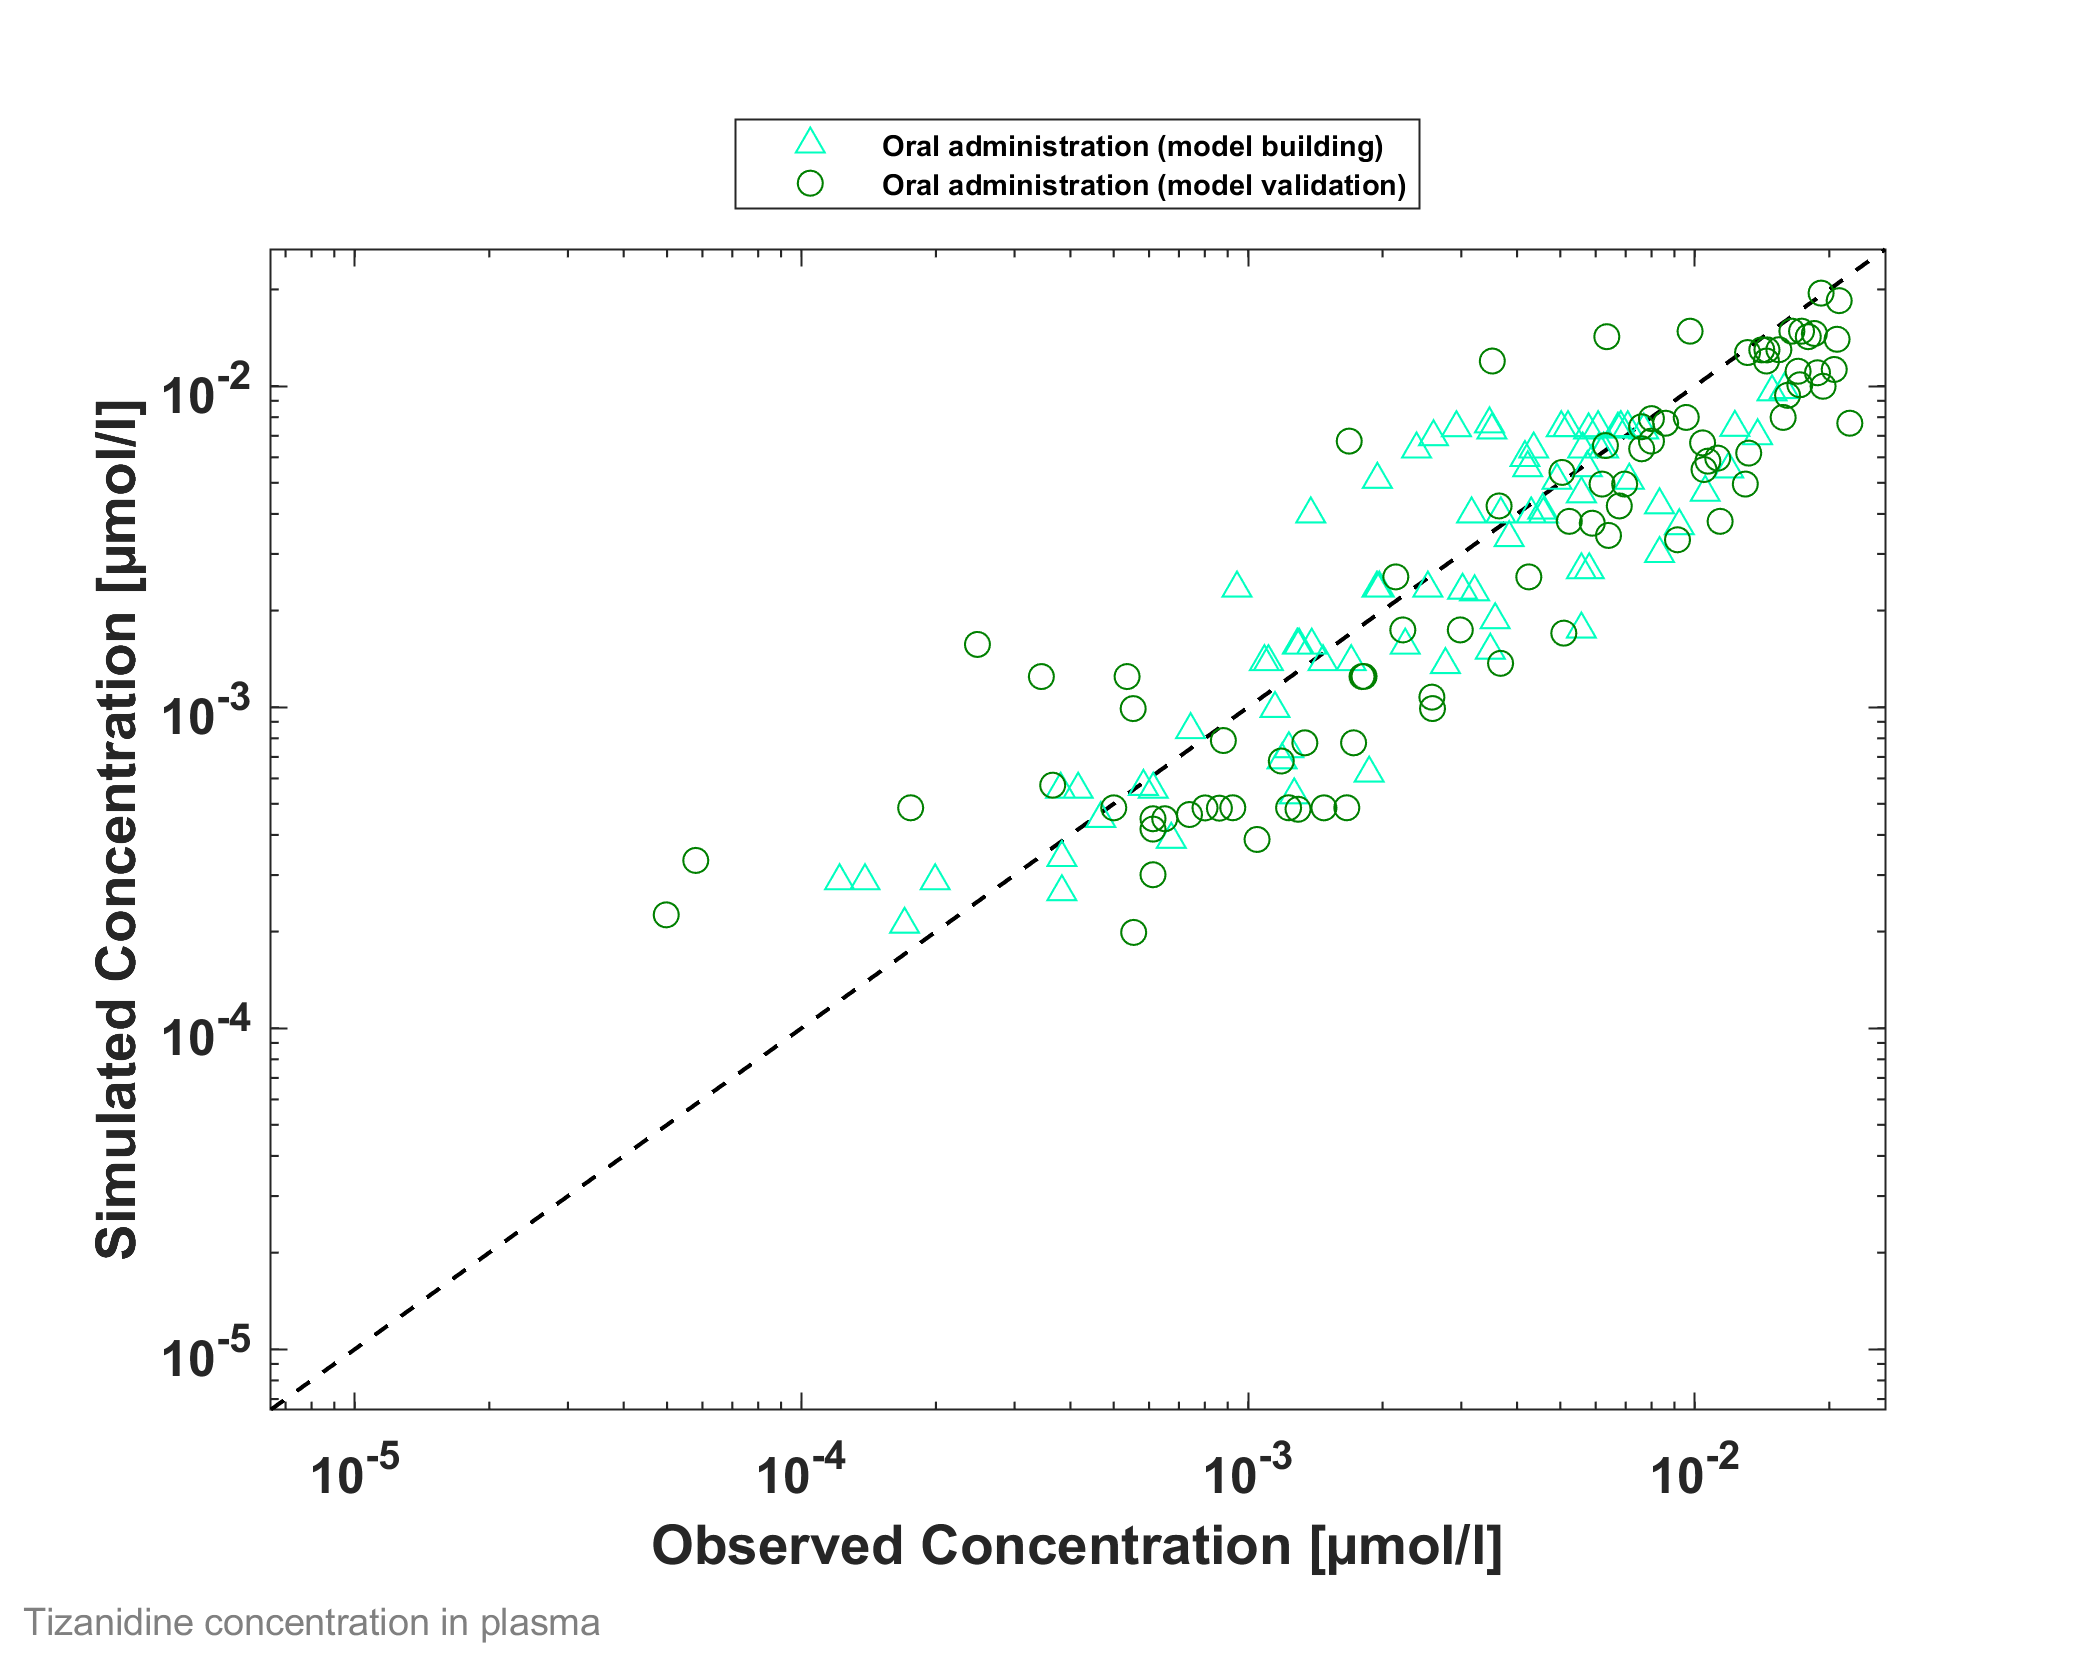 Oral administration (model building)
Oral administration (model validation)
Simulated Concentration [µmol/l]
10^-2
10^-3
10^-4
10^-5
10^-5 10^-4 10^-3 10^-2
Observed Concentration [µmol/l]
Tizanidine concentration in plasma